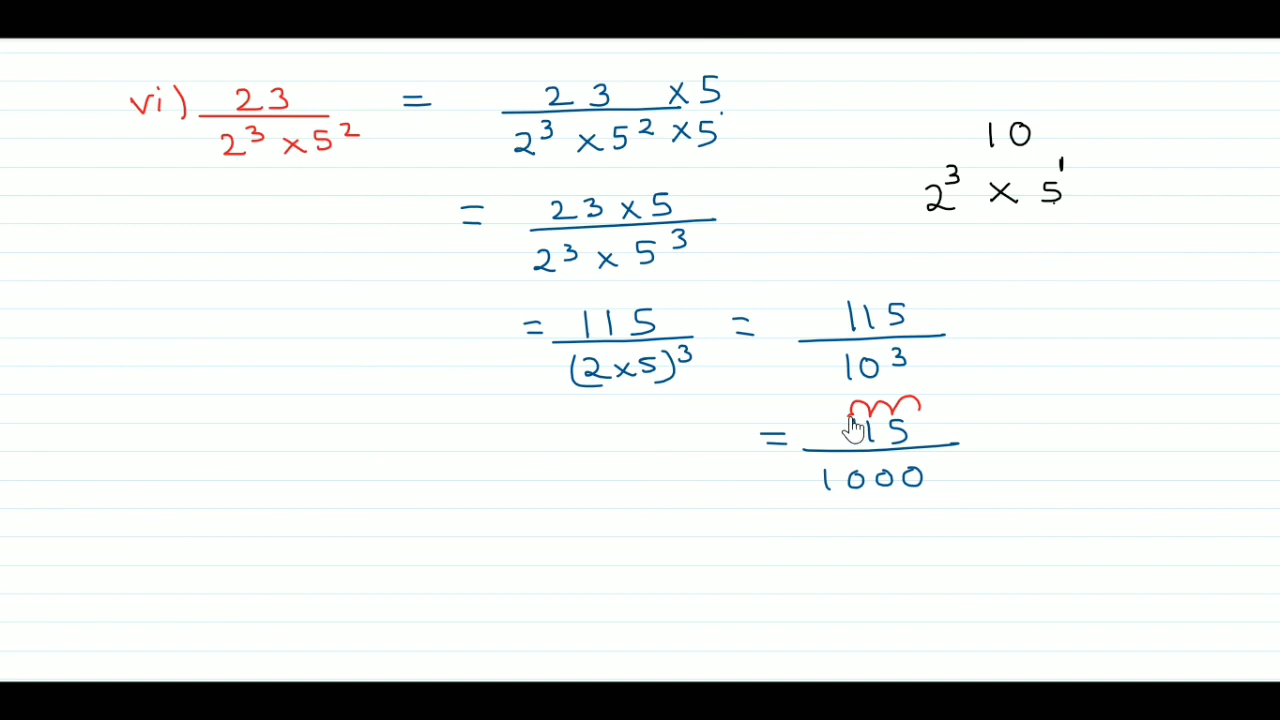 vi) 23 / 2³ × 5² = 23 × 5 / 2³ × 5² × 5
10
2³ × 5¹
= 23 × 5 / 2³ × 5³
= 115 / (2×5)³ = 115 / 10³
= 15 / 1000